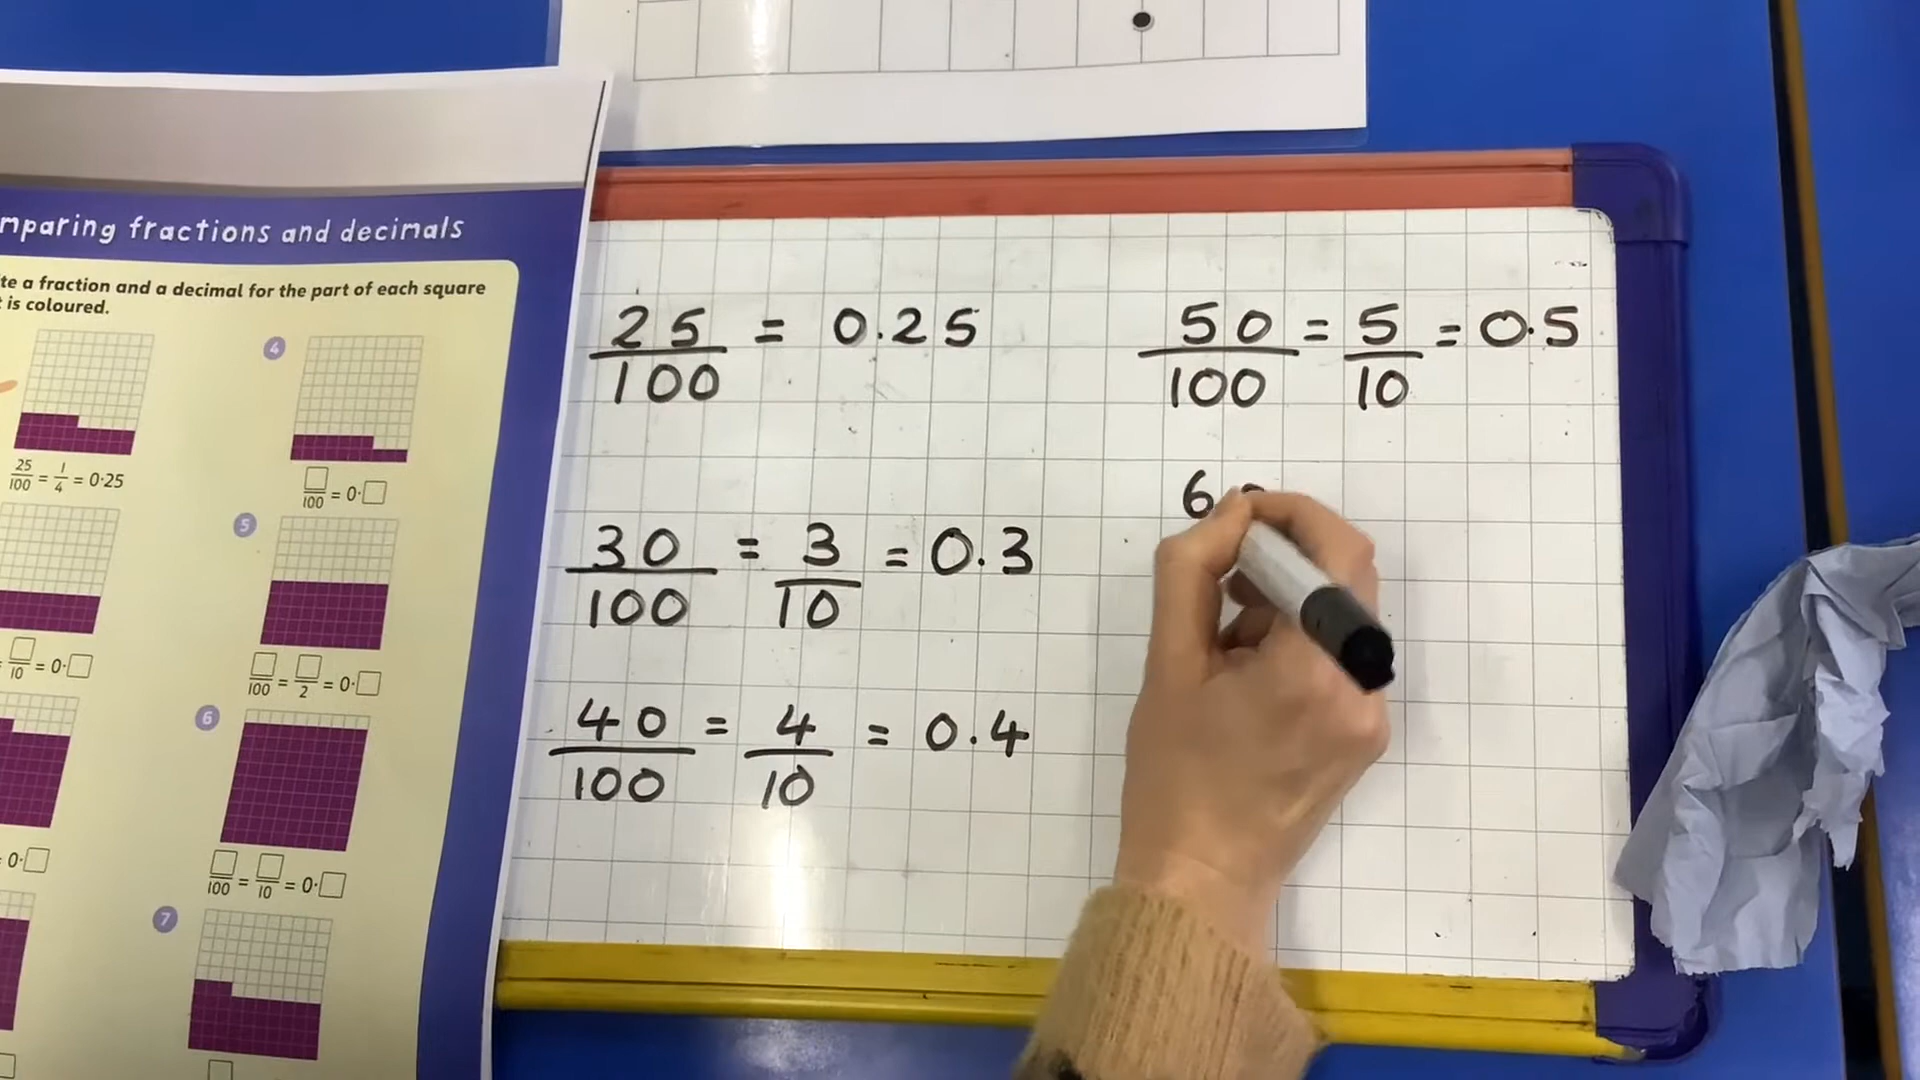 mparing fractions and decimals
te a fraction and a decimal for the part of each square
is coloured.
25/100 = 1/4 = 0·25
□/10 = 0·□
0·□
4
□/100 = 0·□
5
□/100 = □/2 = 0·□
6
□/100 = □/10 = 0·□
7
25/100 = 0.25
30/100 = 3/10 = 0.3
40/100 = 4/10 = 0.4
50/100 = 5/10 = 0.5
6